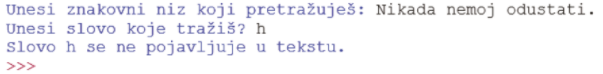 Unesi znakovni niz koji pretražuješ: Nikada nemoj odustati.
Unesi slovo koje tražiš? h
Slovo h se ne pojavljuje u tekstu.
>>>